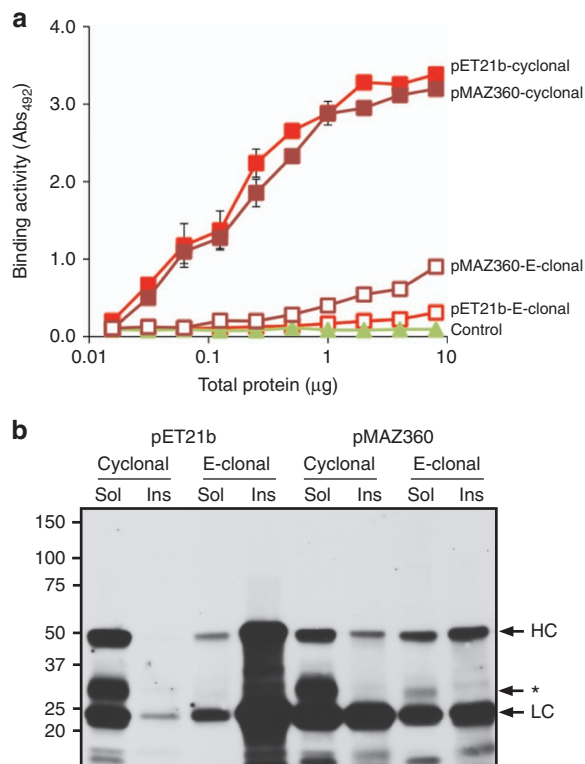 a
4.0
3.0
2.0
1.0
0.0
Binding activity (Abs492)
0.01
0.1
1
10
Total protein (μg)
pET21b-cyclonal
pMAZ360-cyclonal
pMAZ360-E-clonal
pET21b-E-clonal
Control
b
pET21b pMAZ360
Cyclonal E-clonal Cyclonal E-clonal
Sol Ins Sol Ins Sol Ins Sol Ins
150
100
75
50
37
25
20
HC
*
LC